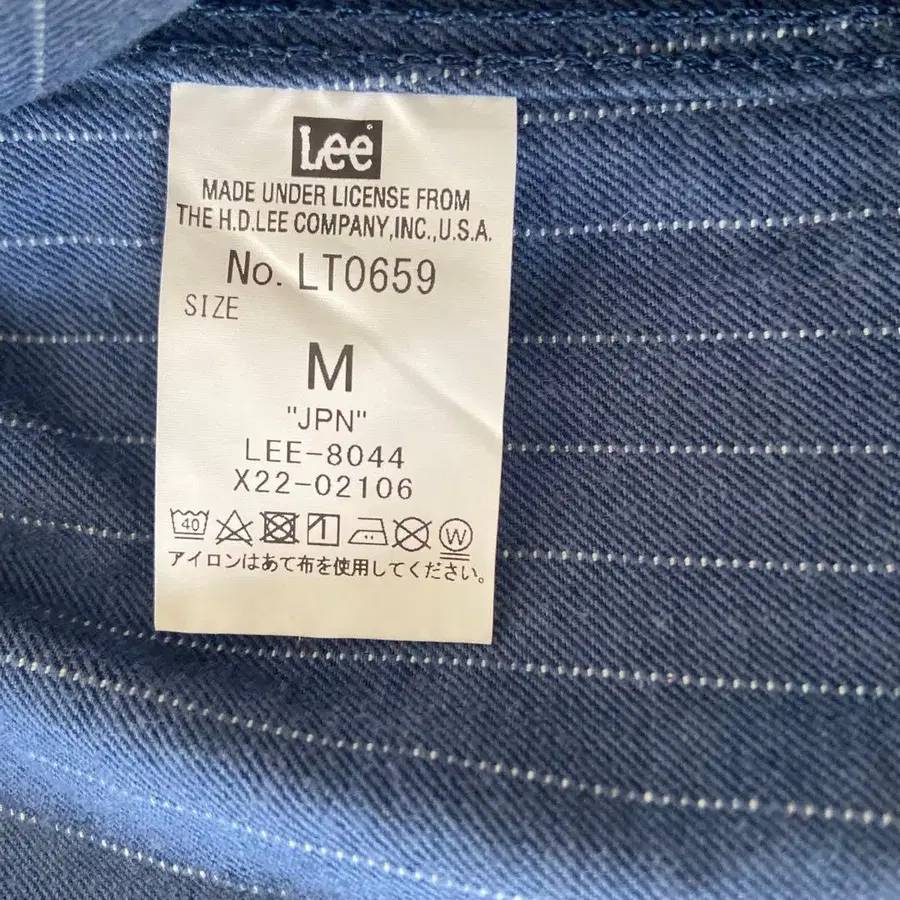 Lee
MADE UNDER LICENSE FROM
THE H.D.LEE COMPANY,INC.,U.S.A.
No. LT0659
SIZE
M
"JPN"
LEE-8044
X22-02106
40 W
アイロンはあて布を使用してください。